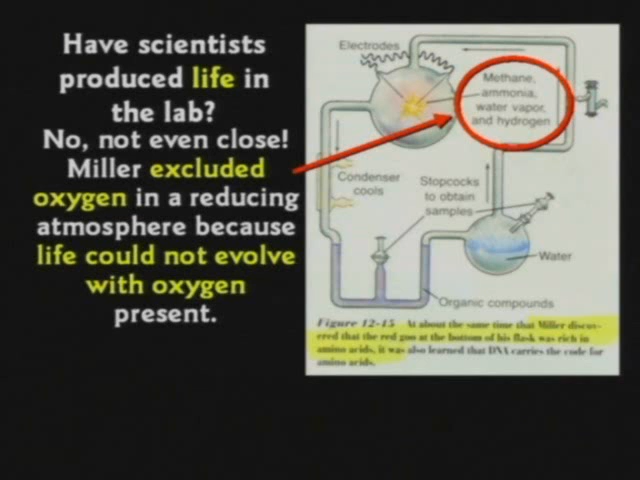 Have scientists
produced life in
the lab?
No, not even close!
Miller excluded
oxygen in a reducing
atmosphere because
life could not evolve
with oxygen
present.
Electrodes
Methane,
ammonia,
water vapor,
and hydrogen
Condenser
cools
Stopcocks
to obtain
samples
Water
Organic compounds
Figure 12-15 At about the same time that Miller discov-
ered that the red goo at the bottom of his flask was rich in
amino acids, it was also learned that DNA carries the code for
amino acids.